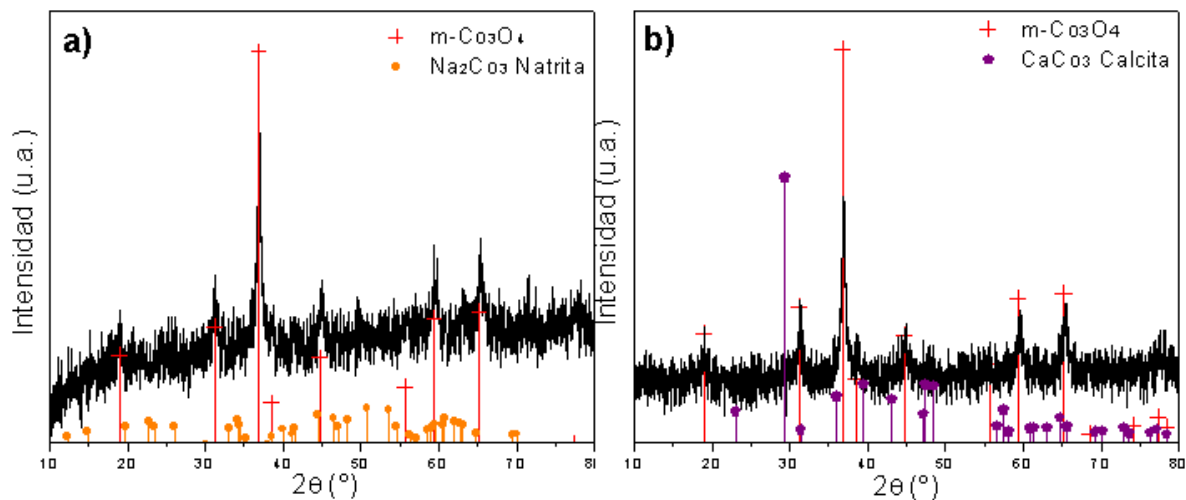 a)
m-Co₃O₄
Na₂Co₃ Natrita
Intensidad (u.a.)
10 20 30 40 50 60 70 80
2θ (°)
b)
m-Co₃O4
CaCo₃ Calcita
Intensidad (u.a.)
10 20 30 40 50 60 70 80
2θ (°)